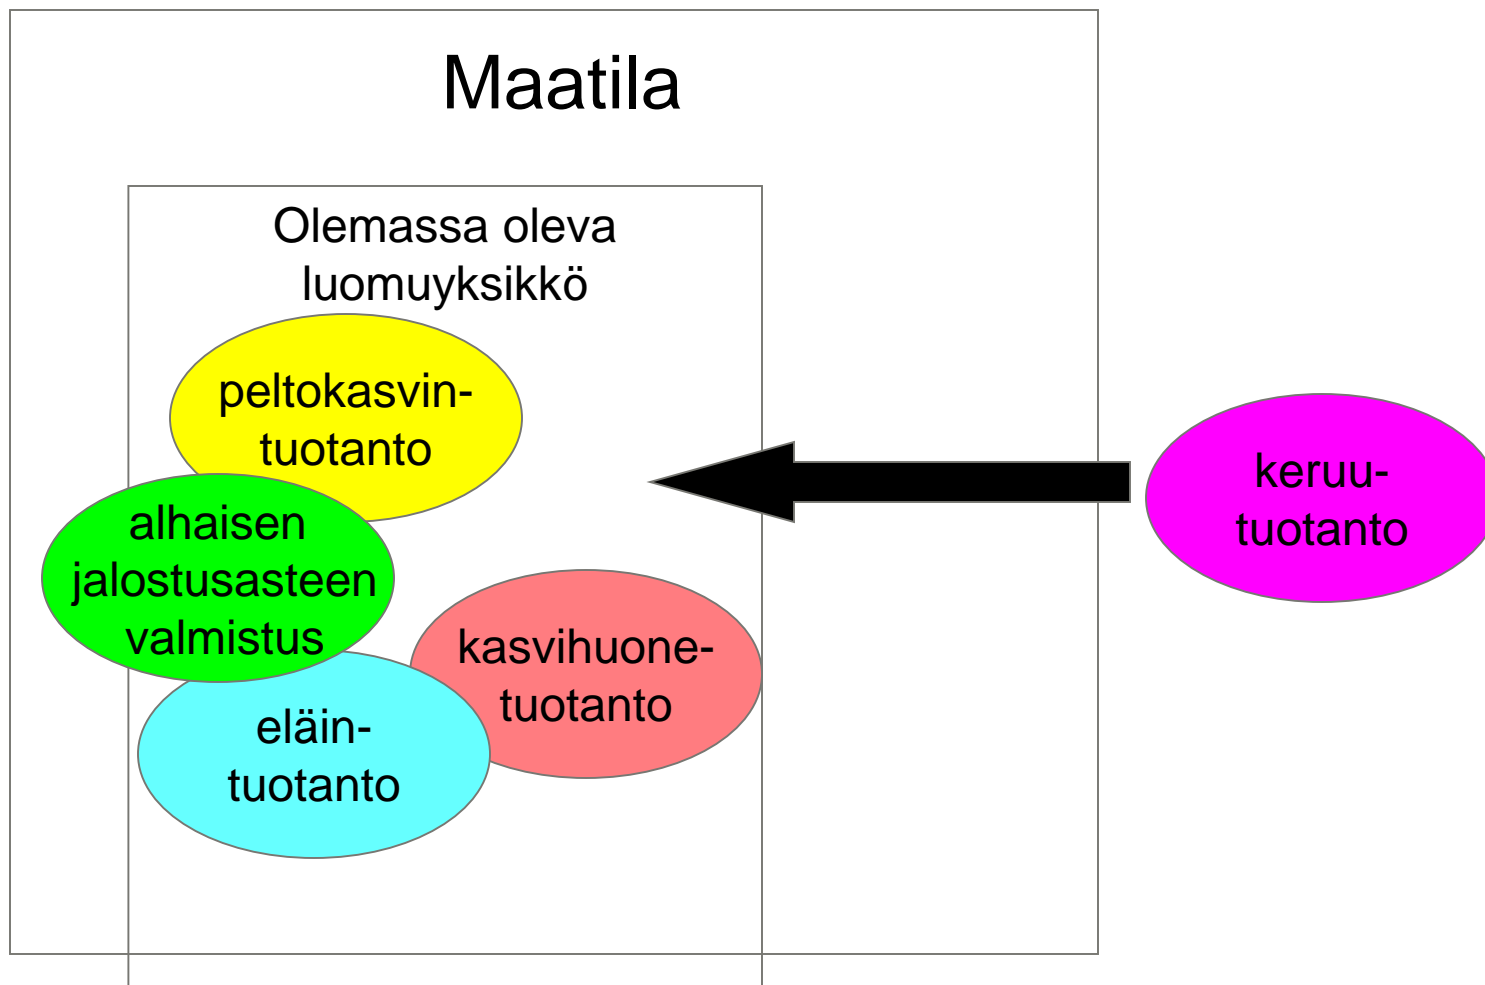 Maatila
Olemassa oleva
luomuyksikkö
peltokasvin-
tuotanto
alhaisen
jalostusasteen
valmistus
kasvihuone-
tuotanto
eläin-
tuotanto
keruu-
tuotanto